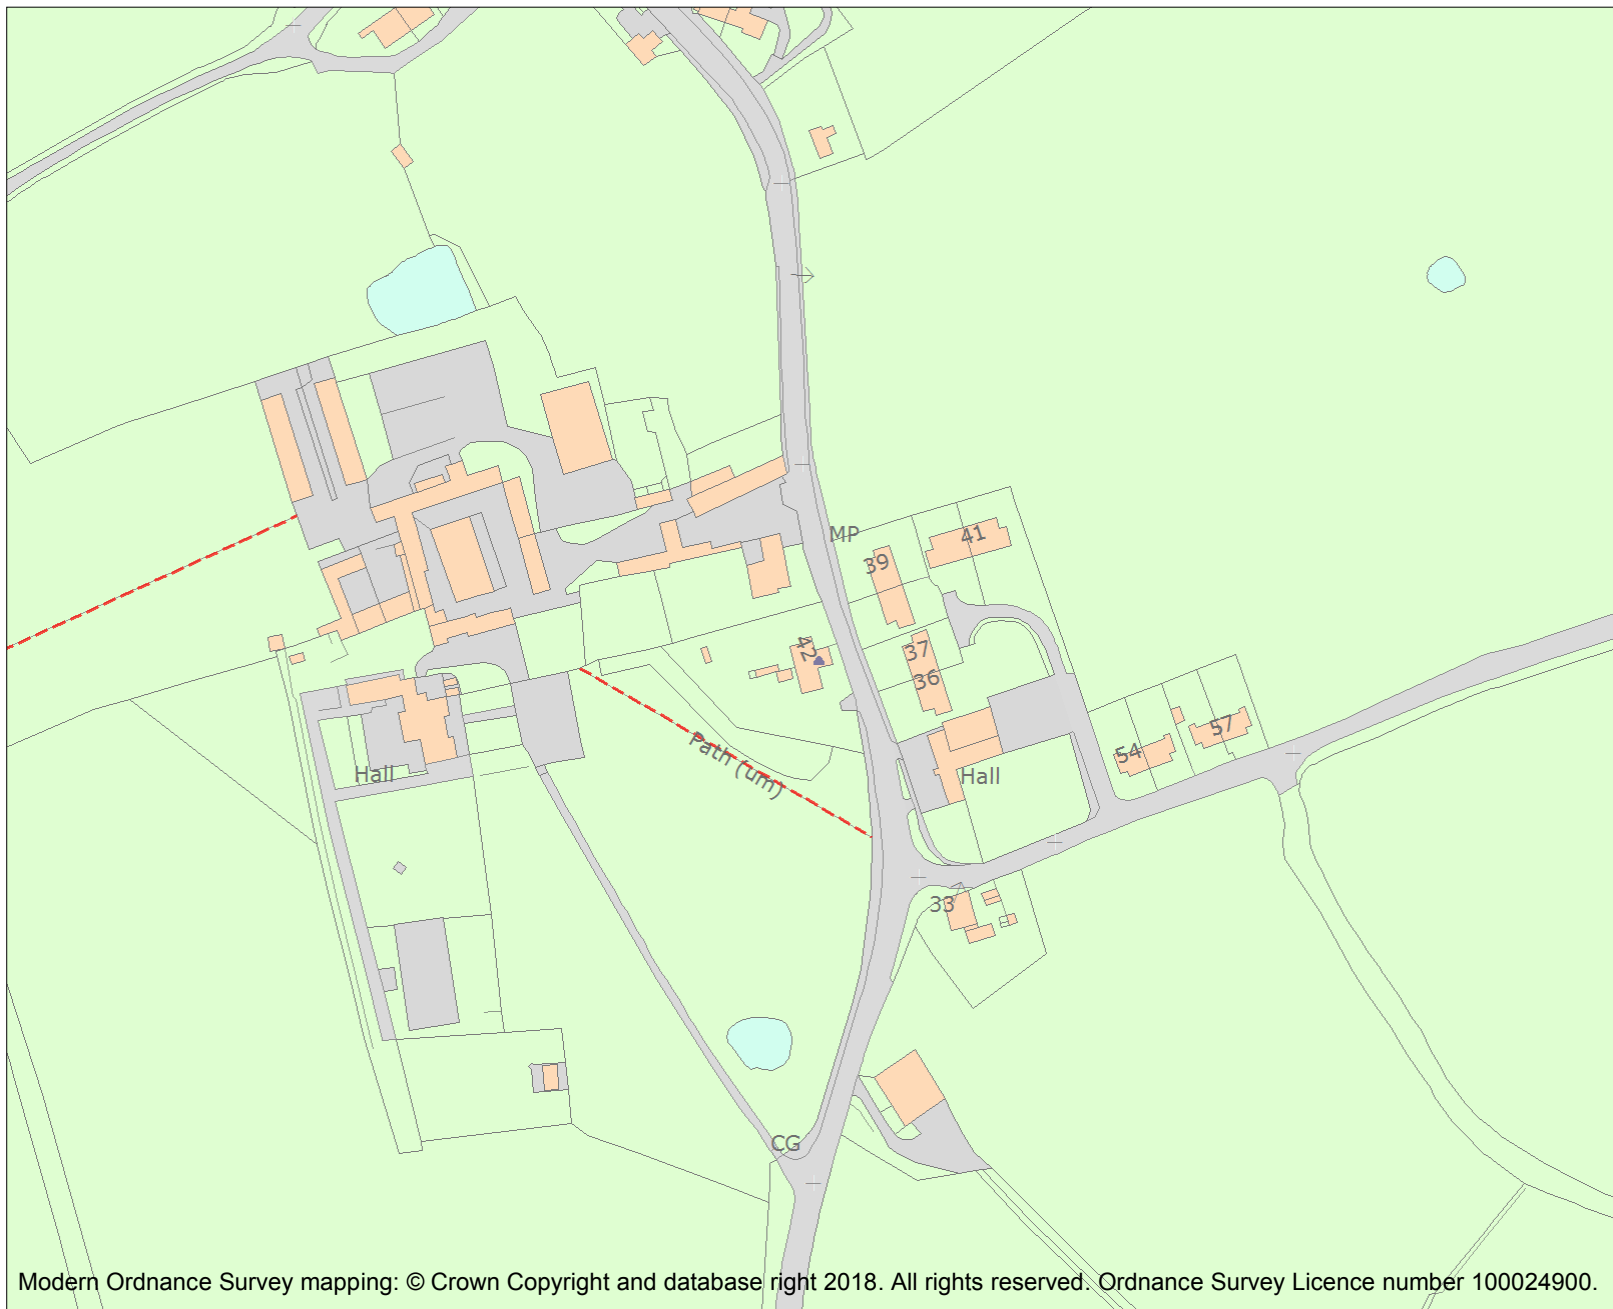 MP
41
39
42
37
36
57
Path (um)
54
Hall
Hall
33
CG
Modern Ordnance Survey mapping: © Crown Copyright and database right 2018. All rights reserved. Ordnance Survey Licence number 100024900.